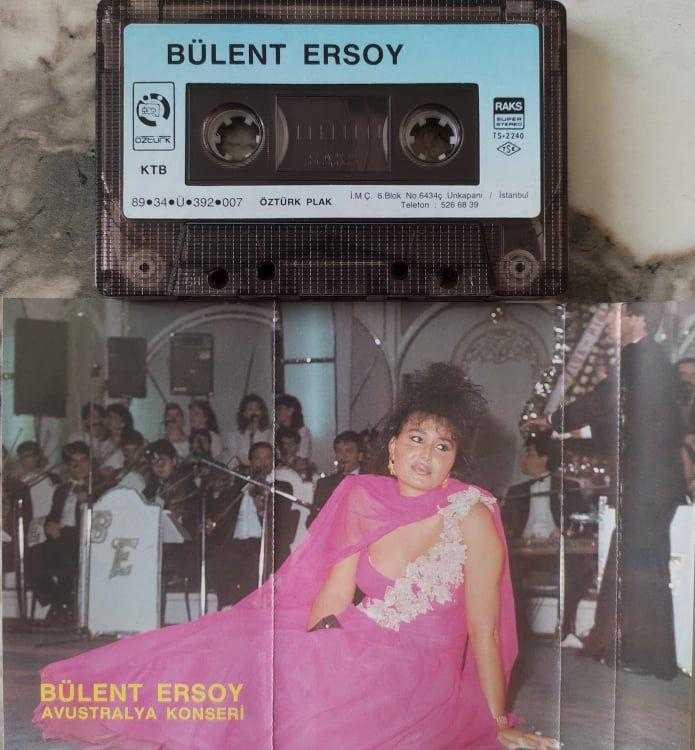 BÜLENT ERSOY
ÖZTÜRK
KTB
RAKS
SUPER
STEREO
TS-2240
TSE
89●34●Ü●392●007
ÖZTÜRK PLAK
İ.M.Ç. 6.Blok No.6434ç Unkapanı / İstanbul
Telefon : 526 68 39
B E
BÜLENT ERSOY
AVUSTRALYA KONSERİ